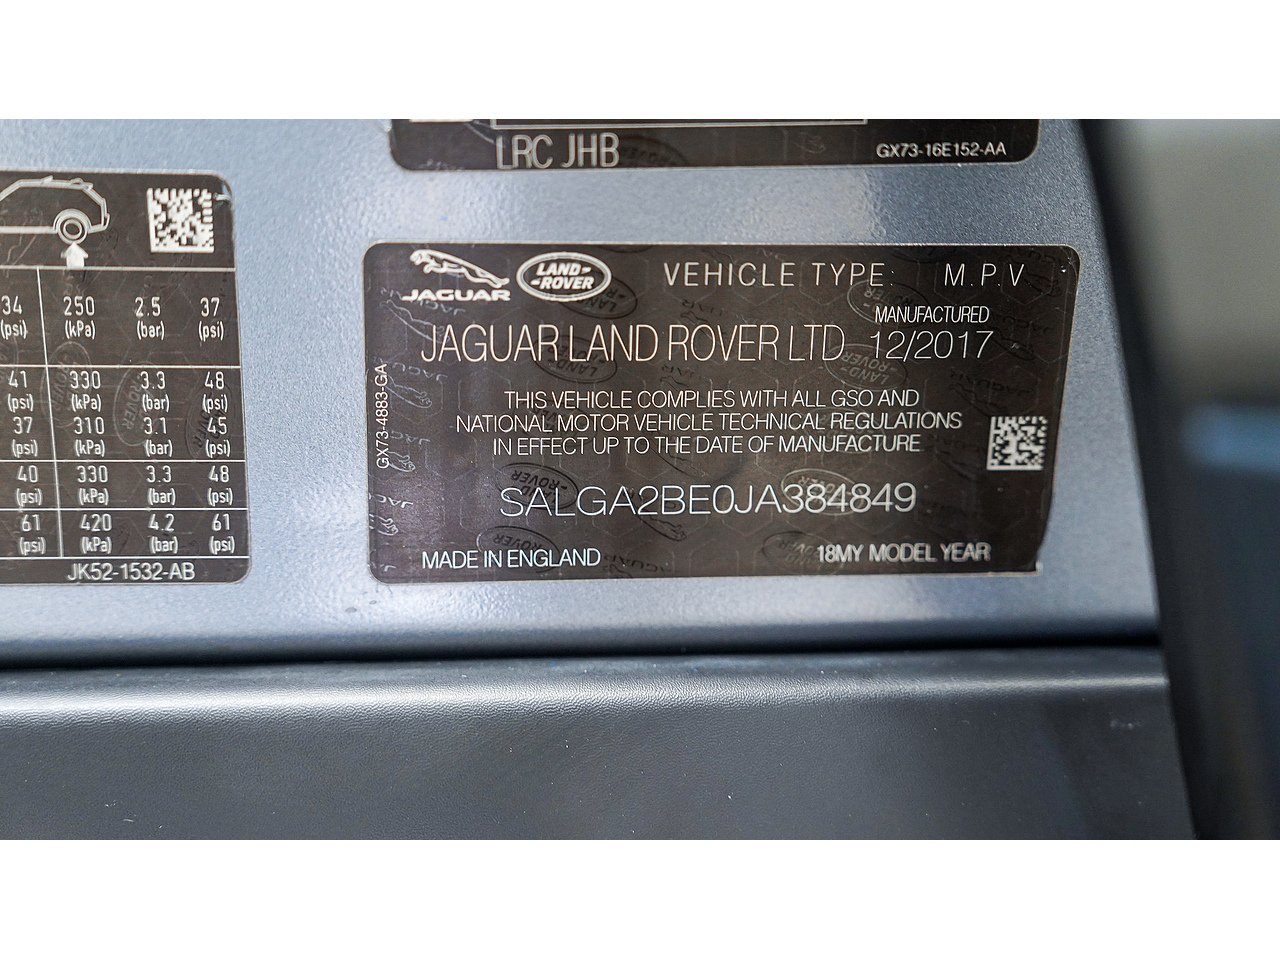 LRC JHB
GX73-16E152-AA
34 250 2.5 37
(psi) (kPa) (bar) (psi)
41 330 3.3 48
(psi) (kPa) (bar) (psi)
37 310 3.1 45
(psi) (kPa) (bar) (psi)
40 330 3.3 48
(psi) (kPa) (bar) (psi)
61 420 4.2 61
(psi) (kPa) (bar) (psi)
JK52-1532-AB
JAGUAR
LAND-
-ROVER
VEHICLE TYPE: M.P.V
MANUFACTURED
JAGUAR LAND ROVER LTD 12/2017
GX73-4883-GA
THIS VEHICLE COMPLIES WITH ALL GSO AND
NATIONAL MOTOR VEHICLE TECHNICAL REGULATIONS
IN EFFECT UP TO THE DATE OF MANUFACTURE
SALGA2BE0JA384849
MADE IN ENGLAND
18MY MODEL YEAR